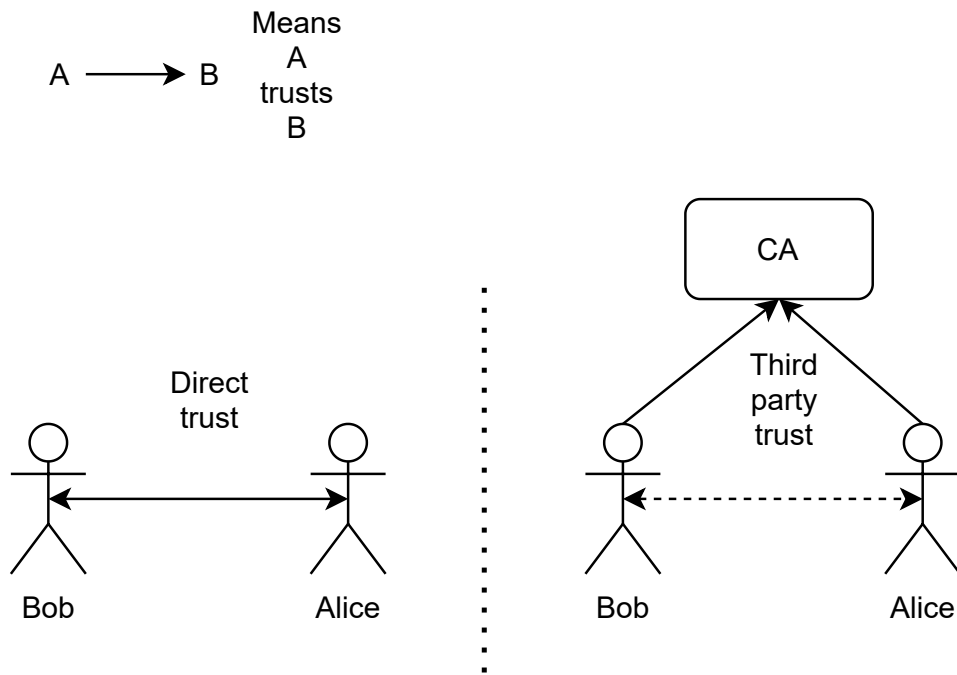 A
B
Means
A
trusts
B
Direct
trust
Bob
Alice
CA
Third
party
trust
Bob
Alice